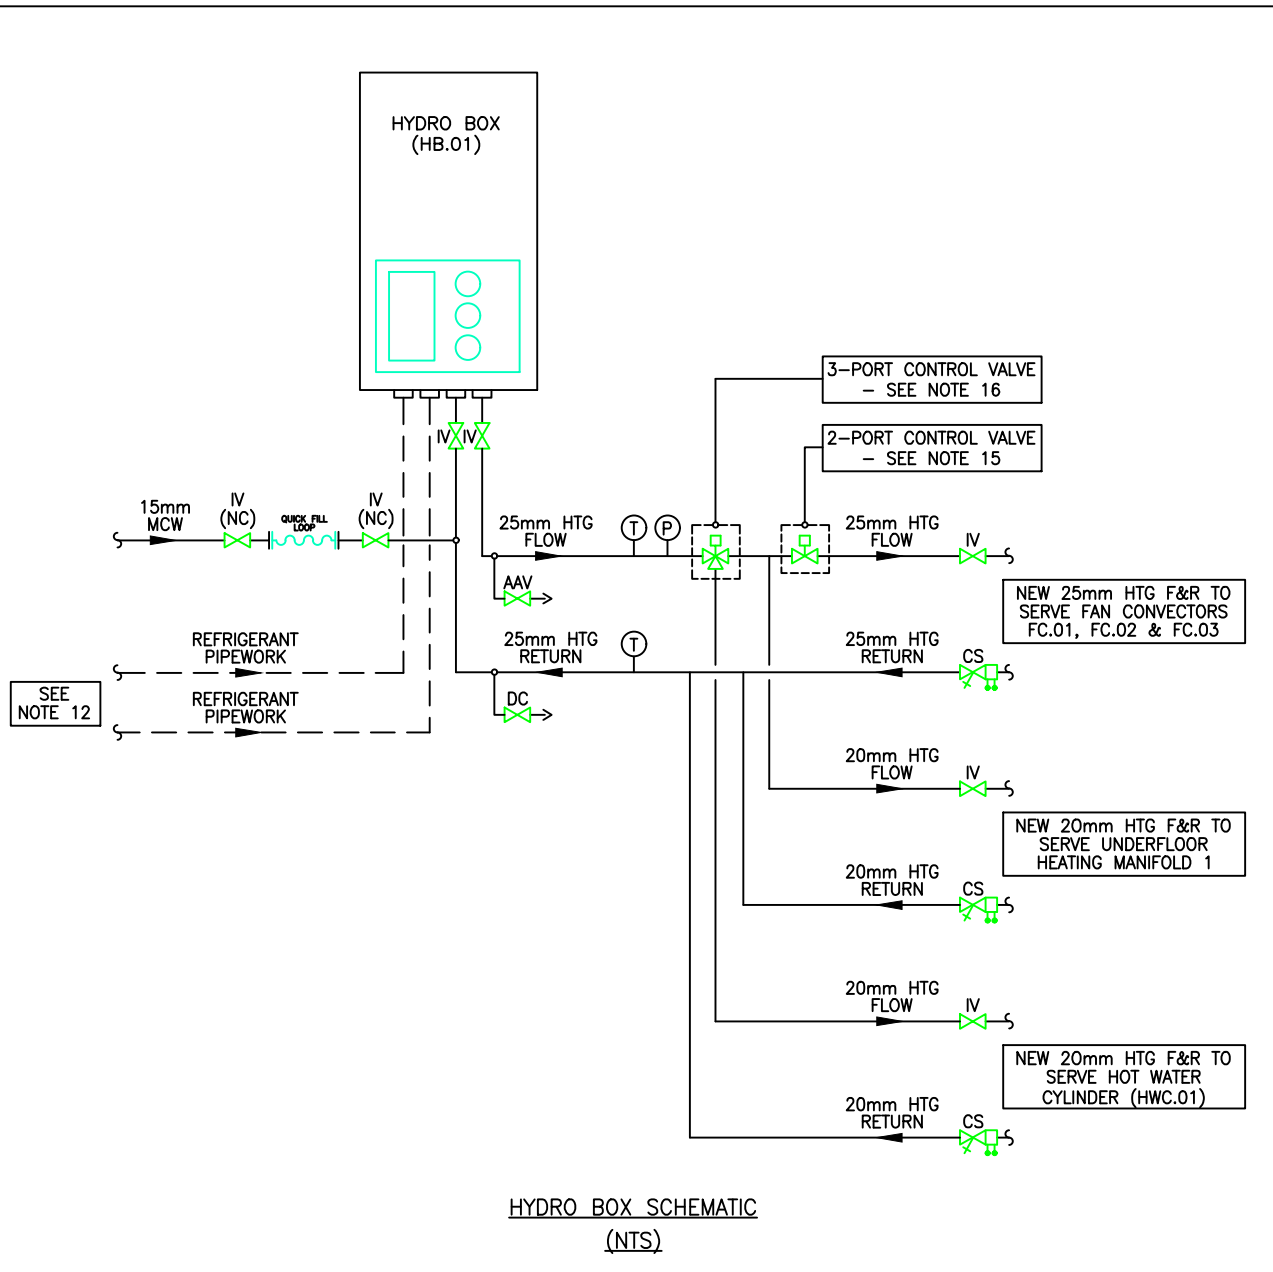 HYDRO BOX
(HB.01)
3-PORT CONTROL VALVE
- SEE NOTE 16
2-PORT CONTROL VALVE
- SEE NOTE 15
IV
IV
15mm
MCW
IV
(NC)
QUICK FILL
LOOP
IV
(NC)
25mm HTG
FLOW
T
P
25mm HTG
FLOW
IV
AAV
NEW 25mm HTG F&R TO
SERVE FAN CONVECTORS
FC.01, FC.02 & FC.03
REFRIGERANT
PIPEWORK
25mm HTG
RETURN
T
25mm HTG
RETURN
CS
SEE
NOTE 12
REFRIGERANT
PIPEWORK
DC
20mm HTG
FLOW
IV
NEW 20mm HTG F&R TO
SERVE UNDERFLOOR
HEATING MANIFOLD 1
20mm HTG
RETURN
CS
20mm HTG
FLOW
IV
NEW 20mm HTG F&R TO
SERVE HOT WATER
CYLINDER (HWC.01)
20mm HTG
RETURN
CS
HYDRO BOX SCHEMATIC
(NTS)